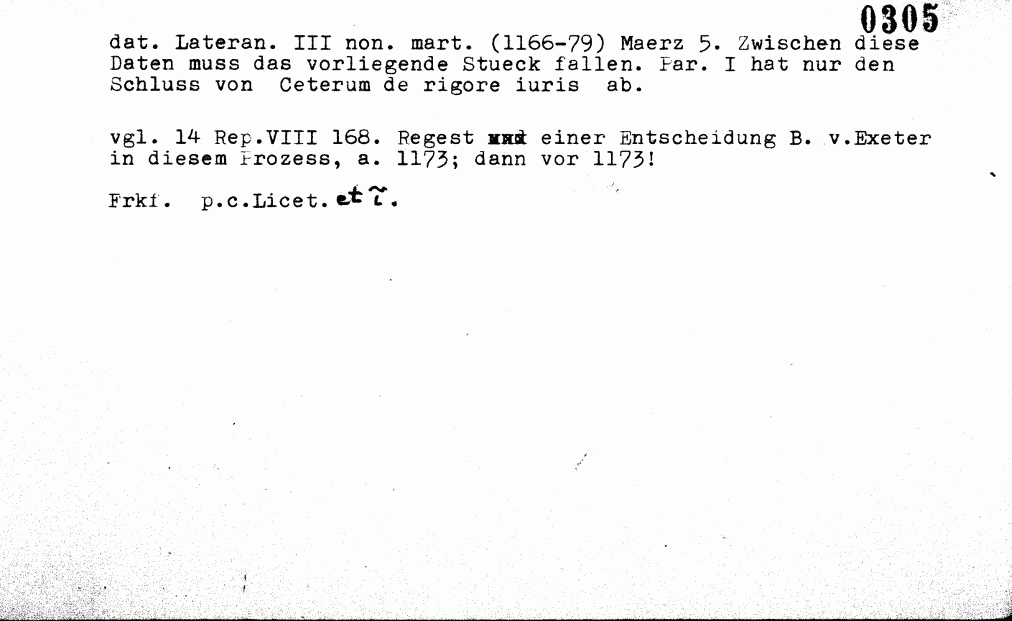 0305
dat. Lateran. III non. mart. (1166-79) Maerz 5. Zwischen diese
Daten muss das vorliegende Stueck fallen. Par. I hat nur den
Schluss von Ceterum de rigore iuris ab.
vgl. 14 Rep.VIII 168. Regest einer Entscheidung B. v.Exeter
in diesem Prozess, a. 1173; dann vor 1173!
Frkf. p.c.Licet. et ĩ.